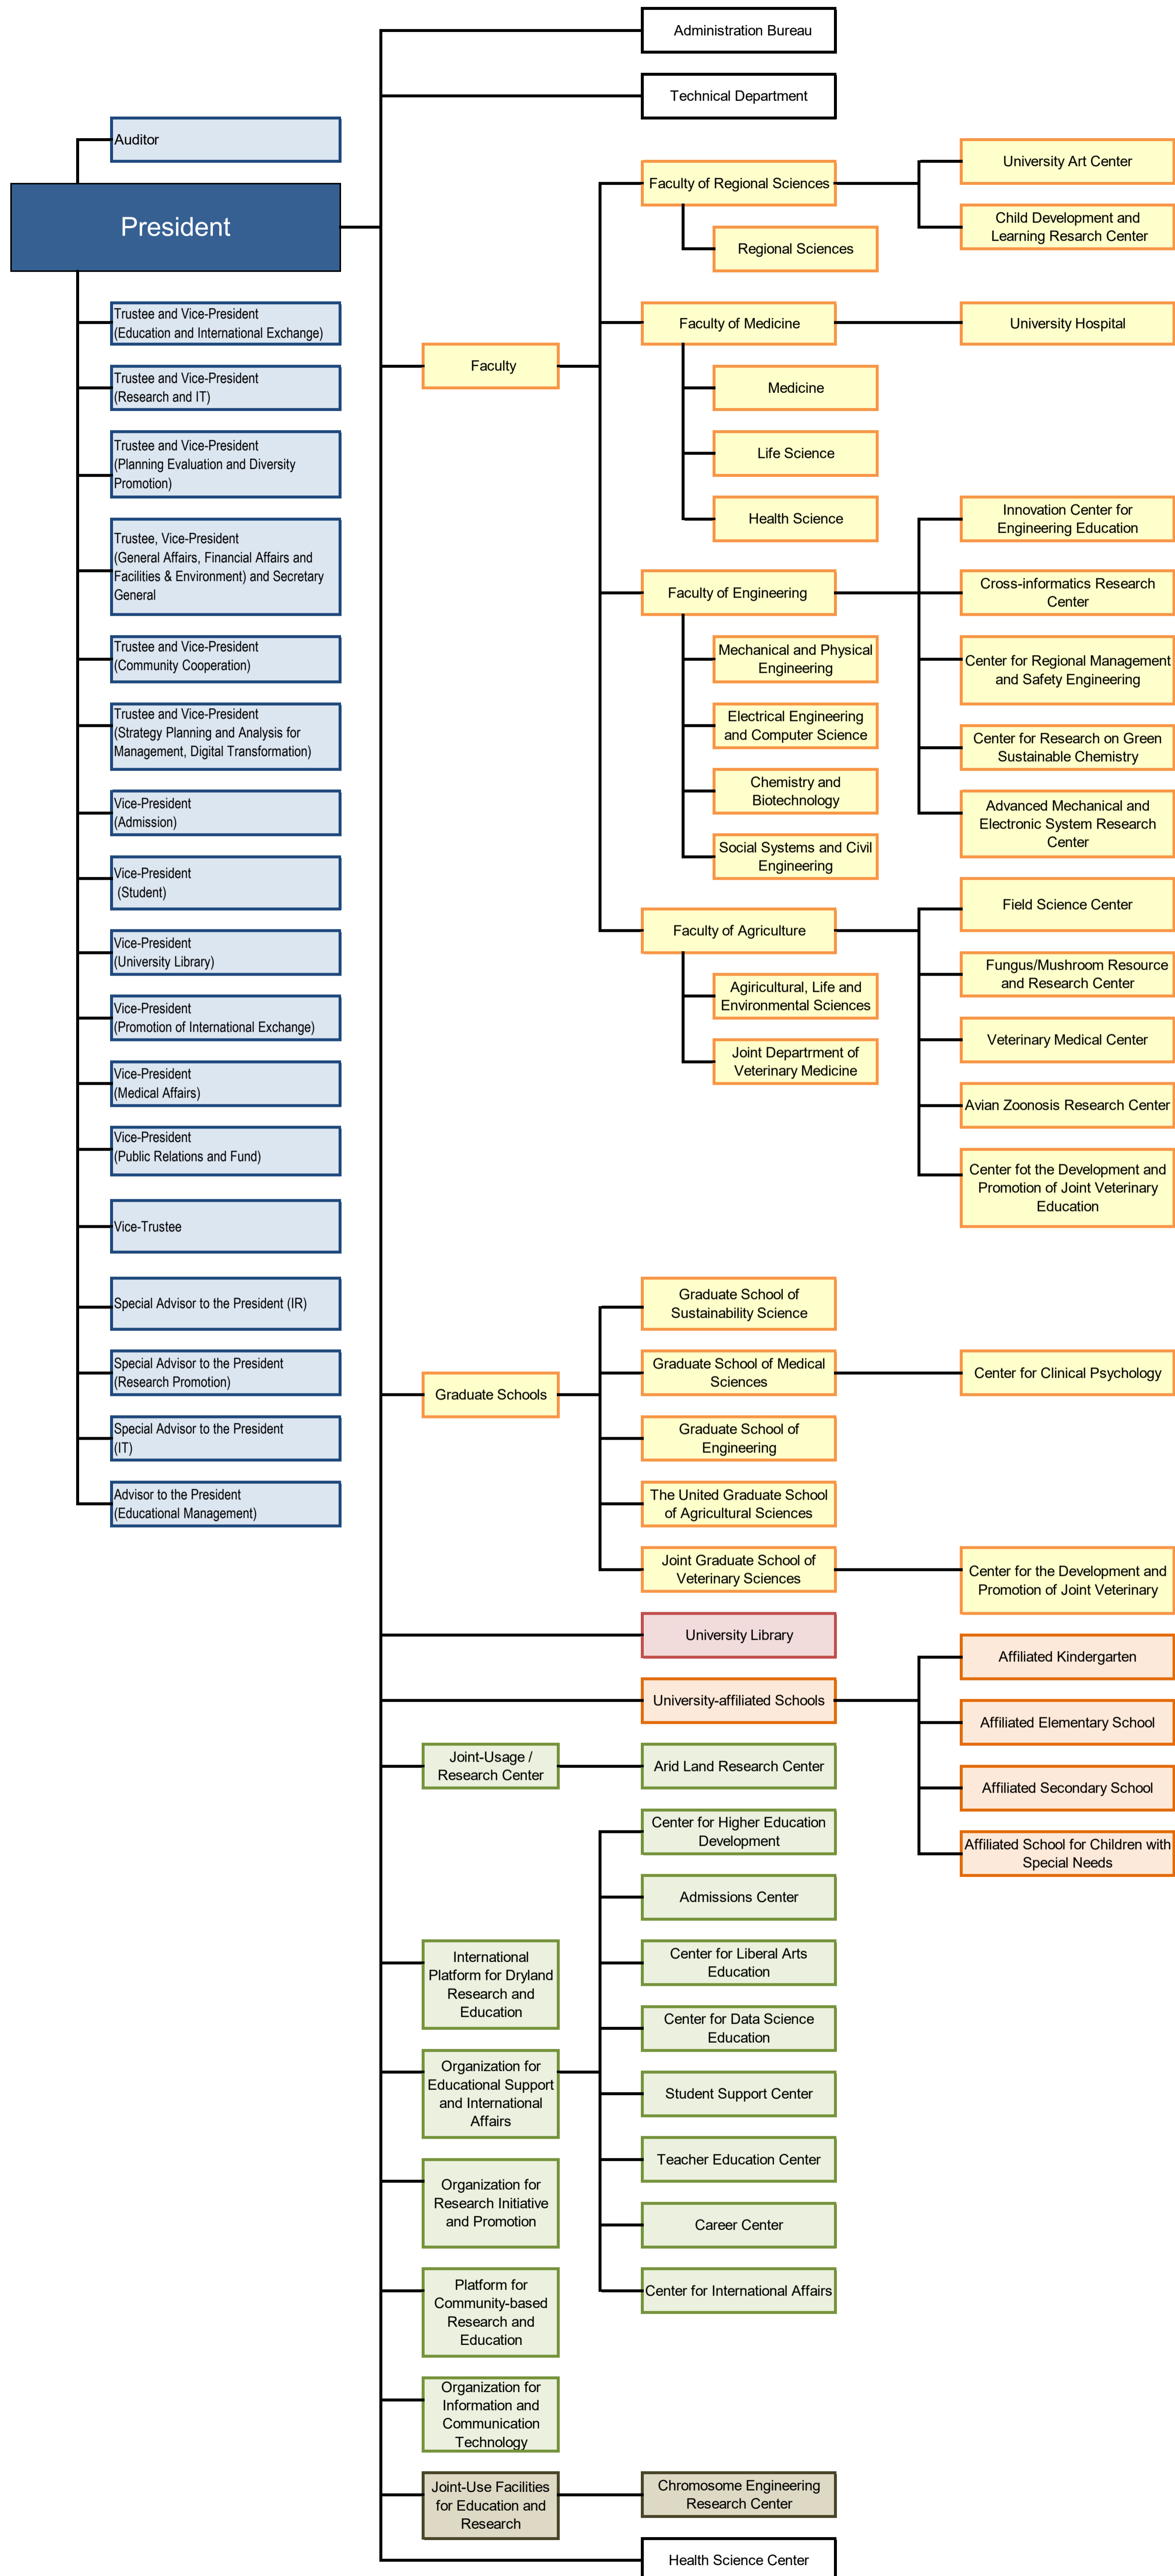 Administration Bureau
Technical Department
Auditor
President
Trustee and Vice-President
(Education and International Exchange)
Trustee and Vice-President
(Research and IT)
Trustee and Vice-President
(Planning Evaluation and Diversity
Promotion)
Trustee, Vice-President
(General Affairs, Financial Affairs and
Facilities & Environment) and Secretary
General
Trustee and Vice-President
(Community Cooperation)
Trustee and Vice-President
(Strategy Planning and Analysis for
Management, Digital Transformation)
Vice-President
(Admission)
Vice-President
(Student)
Vice-President
(University Library)
Vice-President
(Promotion of International Exchange)
Vice-President
(Medical Affairs)
Vice-President
(Public Relations and Fund)
Vice-Trustee
Special Advisor to the President (IR)
Special Advisor to the President
(Research Promotion)
Special Advisor to the President
(IT)
Advisor to the President
(Educational Management)
Faculty
Faculty of Regional Sciences
Regional Sciences
University Art Center
Child Development and
Learning Resarch Center
Faculty of Medicine
Medicine
Life Science
Health Science
University Hospital
Faculty of Engineering
Mechanical and Physical
Engineering
Electrical Engineering
and Computer Science
Chemistry and
Biotechnology
Social Systems and Civil
Engineering
Innovation Center for
Engineering Education
Cross-informatics Research
Center
Center for Regional Management
and Safety Engineering
Center for Research on Green
Sustainable Chemistry
Advanced Mechanical and
Electronic System Research
Center
Faculty of Agriculture
Agiricultural, Life and
Environmental Sciences
Joint Departrment of
Veterinary Medicine
Field Science Center
Fungus/Mushroom Resource
and Research Center
Veterinary Medical Center
Avian Zoonosis Research Center
Center fot the Development and
Promotion of Joint Veterinary
Education
Graduate Schools
Graduate School of
Sustainability Science
Graduate School of Medical
Sciences
Center for Clinical Psychology
Graduate School of
Engineering
The United Graduate School
of Agricultural Sciences
Joint Graduate School of
Veterinary Sciences
Center for the Development and
Promotion of Joint Veterinary
University Library
University-affiliated Schools
Affiliated Kindergarten
Affiliated Elementary School
Affiliated Secondary School
Affiliated School for Children with
Special Needs
Joint-Usage /
Research Center
Arid Land Research Center
International
Platform for Dryland
Research and
Education
Organization for
Educational Support
and International
Affairs
Center for Higher Education
Development
Admissions Center
Center for Liberal Arts
Education
Center for Data Science
Education
Student Support Center
Teacher Education Center
Career Center
Center for International Affairs
Organization for
Research Initiative
and Promotion
Platform for
Community-based
Research and
Education
Organization for
Information and
Communication
Technology
Joint-Use Facilities
for Education and
Research
Chromosome Engineering
Research Center
Health Science Center